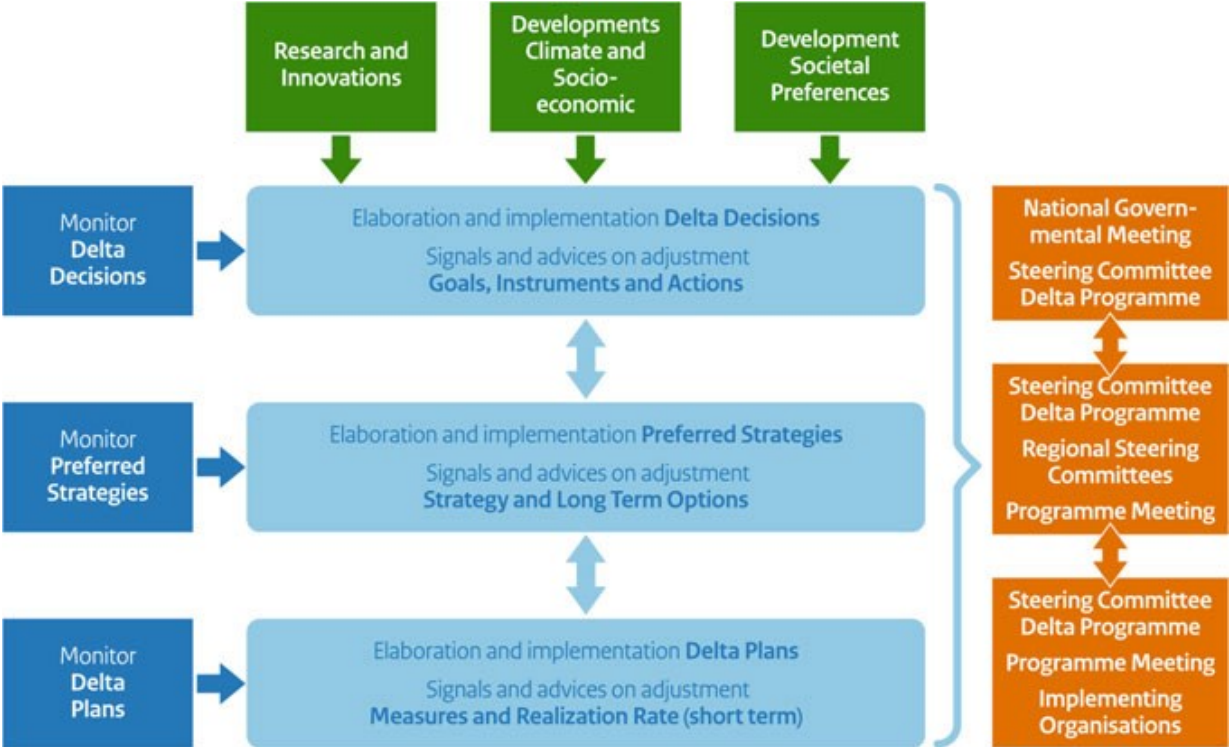 Research and
Innovations
Developments
Climate and
Socio-
economic
Development
Societal
Preferences
Monitor
Delta
Decisions
Elaboration and implementation Delta Decisions
Signals and advices on adjustment
Goals, Instruments and Actions
National Govern-
mental Meeting
Steering Committee
Delta Programme
Monitor
Preferred
Strategies
Elaboration and implementation Preferred Strategies
Signals and advices on adjustment
Strategy and Long Term Options
Steering Committee
Delta Programme
Regional Steering
Committees
Programme Meeting
Monitor
Delta
Plans
Elaboration and implementation Delta Plans
Signals and advices on adjustment
Measures and Realization Rate (short term)
Steering Committee
Delta Programme
Programme Meeting
Implementing
Organisations